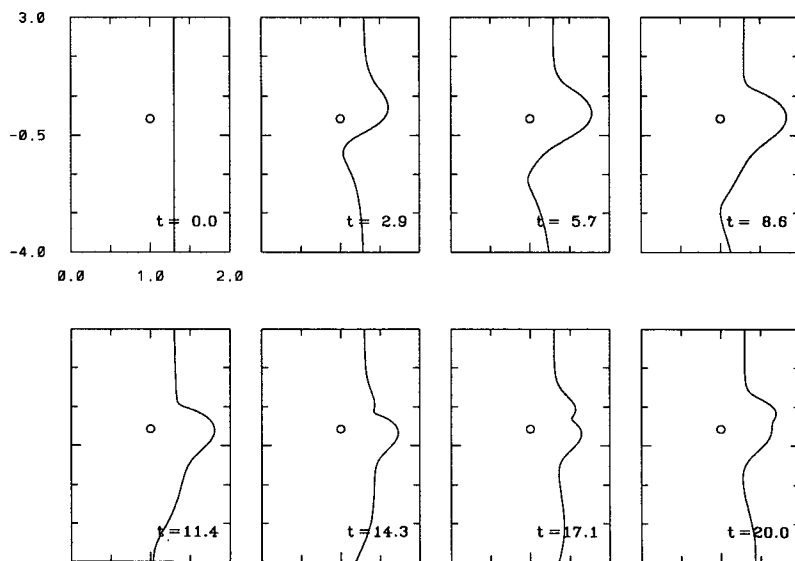 3.0
-0.5
t= 0.0
t= 2.9
t= 5.7
t= 8.6
-4.0
0.0 1.0 2.0
t=11.4
t=14.3
t=17.1
t=20.0